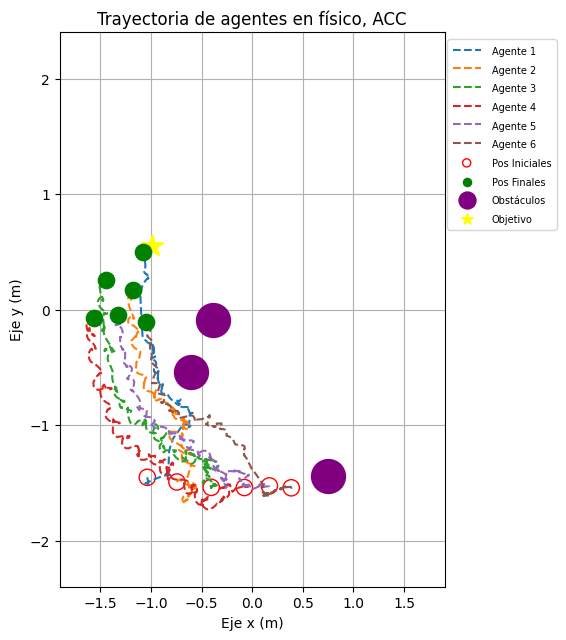 Trayectoria de agentes en físico, ACC
Eje y (m)
2
1
0
−1
−2
−1.5 −1.0 −0.5 0.0 0.5 1.0 1.5
Eje x (m)
Agente 1
Agente 2
Agente 3
Agente 4
Agente 5
Agente 6
Pos Iniciales
Pos Finales
Obstáculos
Objetivo